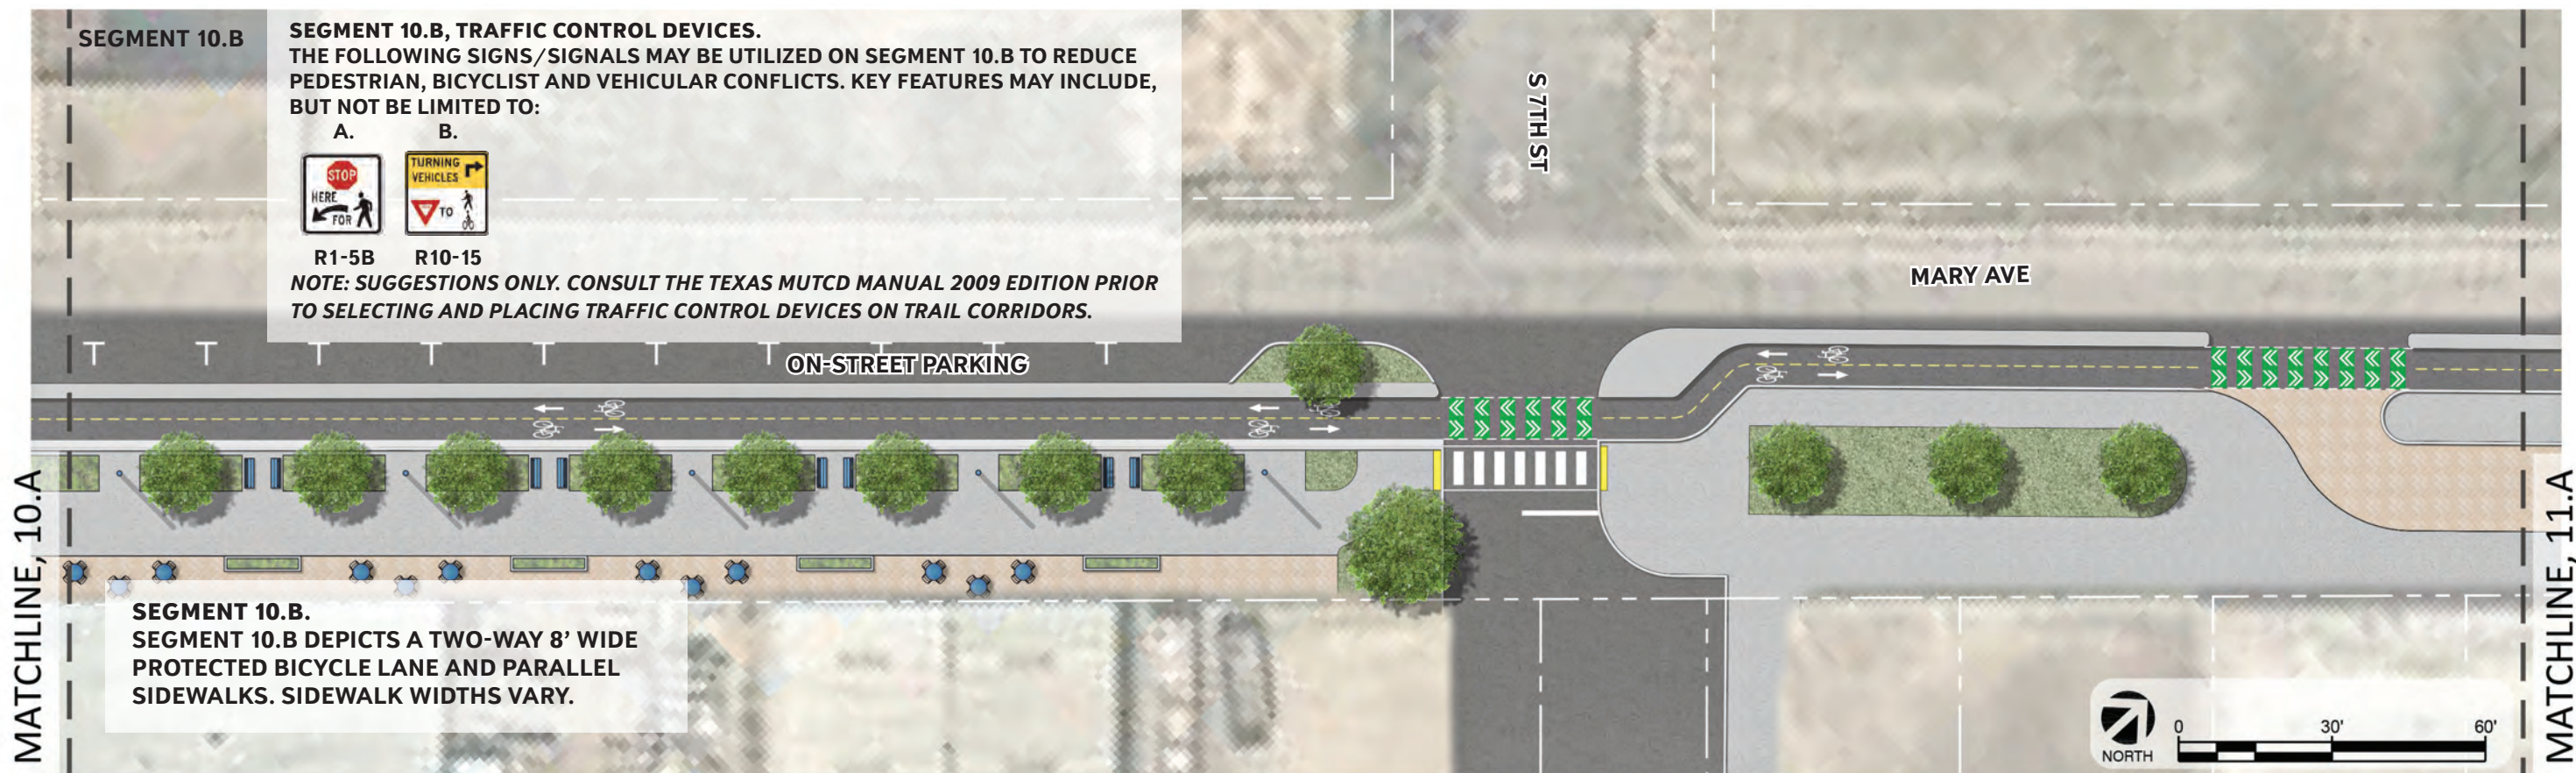 SEGMENT 10.B
SEGMENT 10.B, TRAFFIC CONTROL DEVICES.
THE FOLLOWING SIGNS/SIGNALS MAY BE UTILIZED ON SEGMENT 10.B TO REDUCE
PEDESTRIAN, BICYCLIST AND VEHICULAR CONFLICTS. KEY FEATURES MAY INCLUDE,
BUT NOT BE LIMITED TO:
A. B.
STOP
HERE
FOR
TURNING
VEHICLES
TO
R1-5B R10-15
NOTE: SUGGESTIONS ONLY. CONSULT THE TEXAS MUTCD MANUAL 2009 EDITION PRIOR
TO SELECTING AND PLACING TRAFFIC CONTROL DEVICES ON TRAIL CORRIDORS.
S 7TH ST
MARY AVE
ON-STREET PARKING
MATCHLINE, 10.A
MATCHLINE, 11.A
SEGMENT 10.B.
SEGMENT 10.B DEPICTS A TWO-WAY 8’ WIDE
PROTECTED BICYCLE LANE AND PARALLEL
SIDEWALKS. SIDEWALK WIDTHS VARY.
NORTH
0 30' 60'